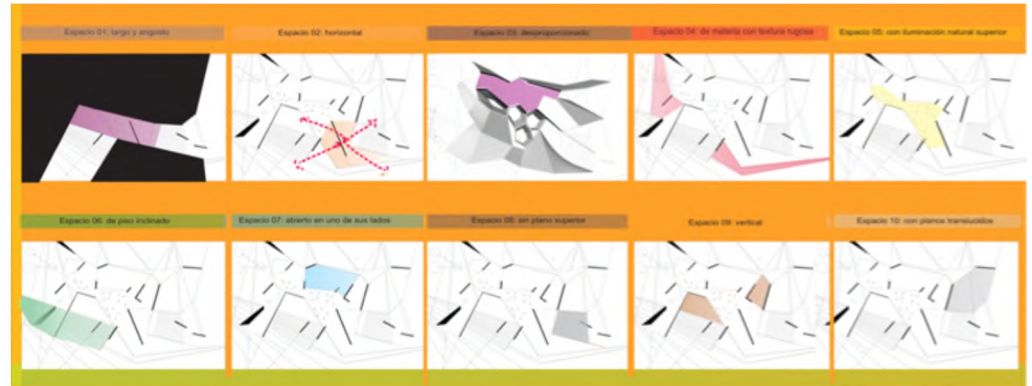 Espacio 01: largo y angosto
Espacio 02: horizontal
Espacio 03: desproporcionado
Espacio 04: de materia con textura rugosa
Espacio 05: con iluminación natural superior
Espacio 06: de piso inclinado
Espacio 07: abierto en uno de sus lados
Espacio 08: sin plano superior
Espacio 09: vertical
Espacio 10: con planos translucidos